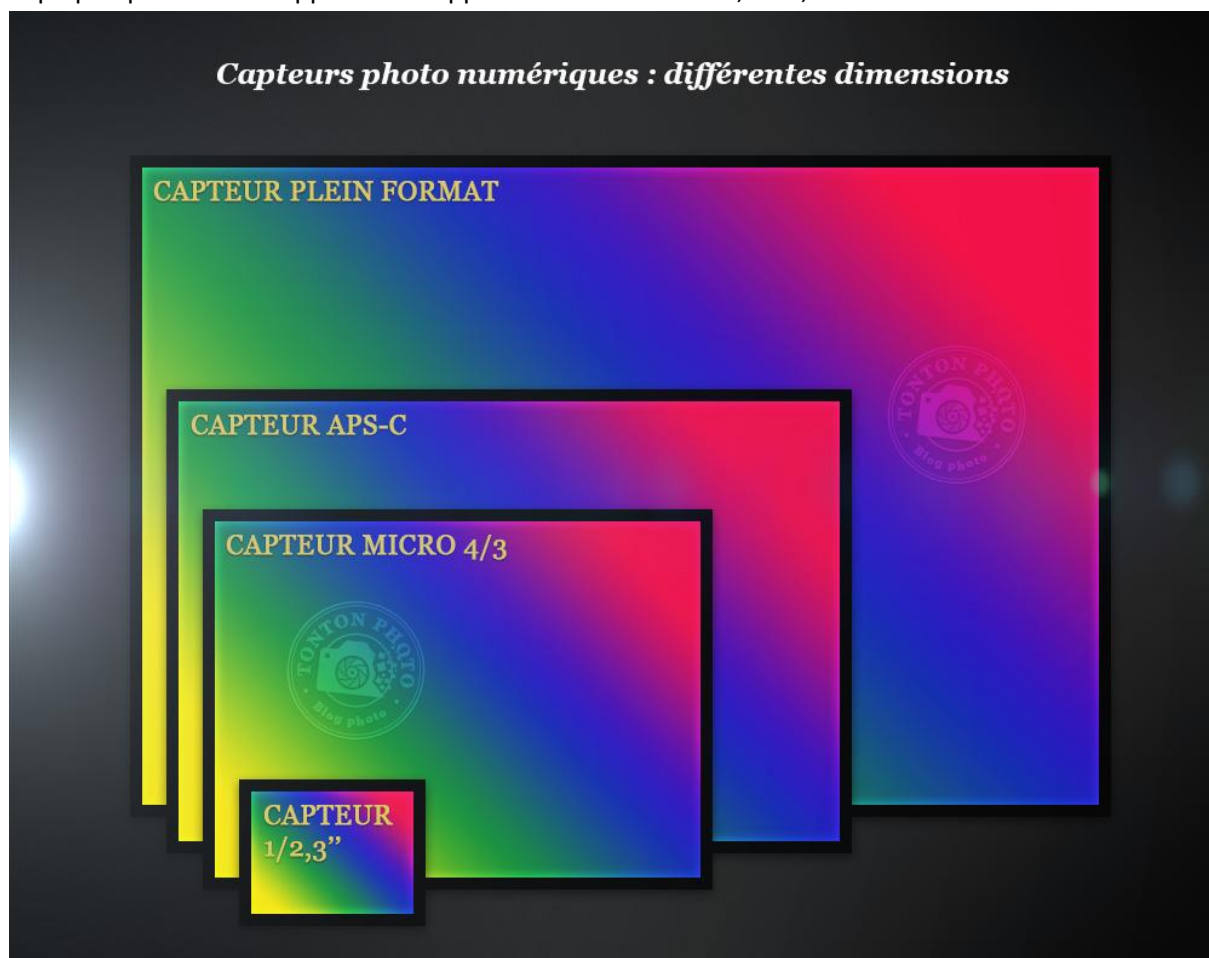 Capteurs photo numériques : différentes dimensions
CAPTEUR PLEIN FORMAT
TONTON PHOTO
Blog photo
CAPTEUR APS-C
CAPTEUR MICRO 4/3
TONTON PHOTO
Blog photo
CAPTEUR
1/2,3”